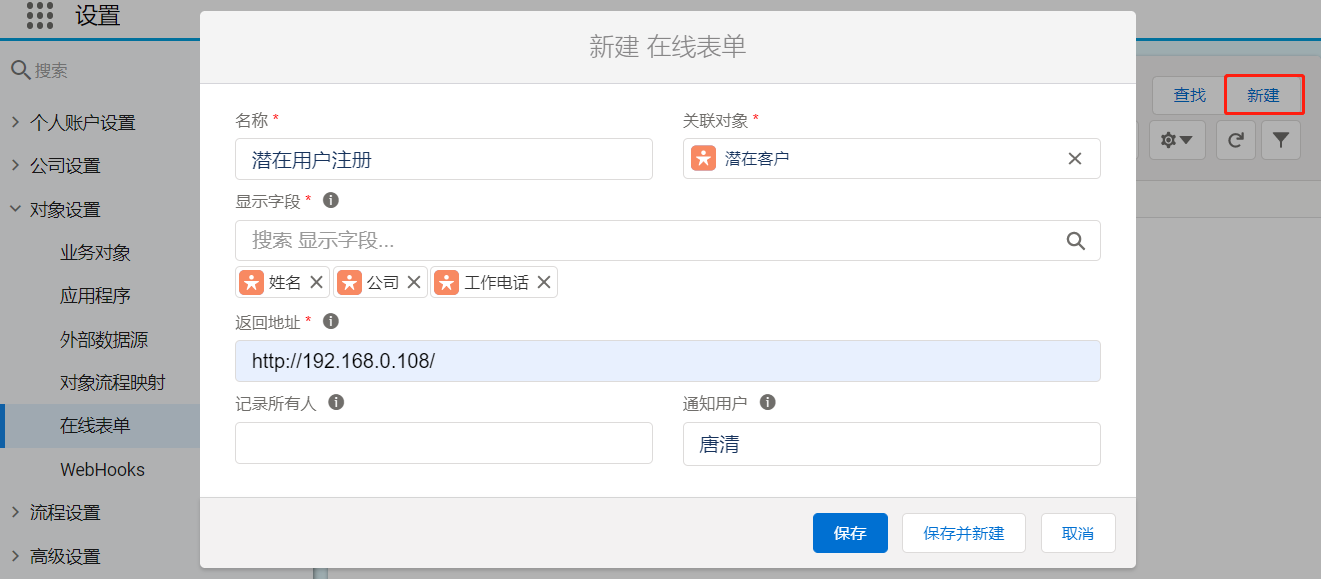 设置
搜索
个人账户设置
公司设置
对象设置
业务对象
应用程序
外部数据源
对象流程映射
在线表单
WebHooks
流程设置
高级设置
查找 新建
新建 在线表单
名称 * 关联对象 *
潜在用户注册 潜在客户
显示字段 *
搜索 显示字段...
姓名 公司 工作电话
返回地址 *
http://192.168.0.108/
记录所有人 通知用户
唐清
保存 保存并新建 取消